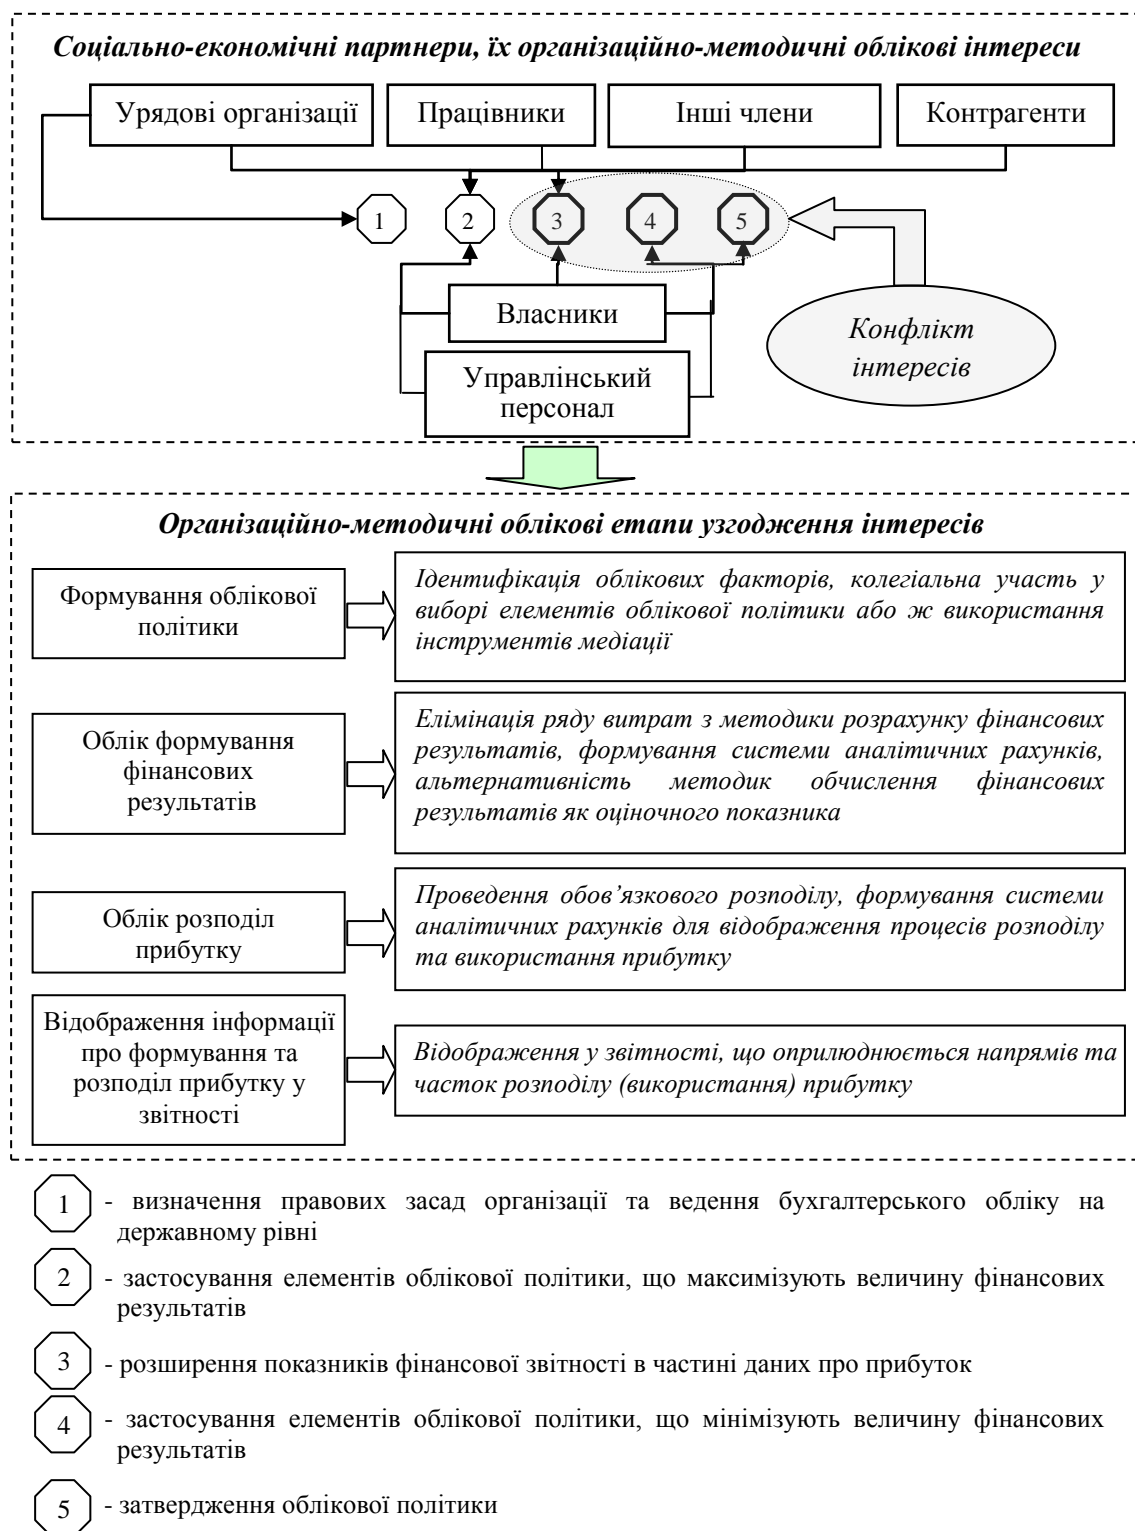 Соціально-економічні партнери, їх організаційно-методичні облікові інтереси
Урядові організації
Працівники
Інші члени
Контрагенти
1
2
3
4
5
Власники
Управлінський
персонал
Конфлікт
інтересів
Організаційно-методичні облікові етапи узгодження інтересів
Формування облікової
політики
Ідентифікація облікових факторів, колегіальна участь у
виборі елементів облікової політики або ж використання
інструментів медіації
Облік формування
фінансових
результатів
Елімінація ряду витрат з методики розрахунку фінансових
результатів, формування системи аналітичних рахунків,
альтернативність методик обчислення фінансових
результатів як оціночного показника
Облік розподіл
прибутку
Проведення обов’язкового розподілу, формування системи
аналітичних рахунків для відображення процесів розподілу
та використання прибутку
Відображення інформації
про формування та
розподіл прибутку у
звітності
Відображення у звітності, що оприлюднюється напрямів та
часток розподілу (використання) прибутку
1 - визначення правових засад організації та ведення бухгалтерського обліку на
державному рівні
2 - застосування елементів облікової політики, що максимізують величину фінансових
результатів
3 - розширення показників фінансової звітності в частині даних про прибуток
4 - застосування елементів облікової політики, що мінімізують величину фінансових
результатів
5 - затвердження облікової політики